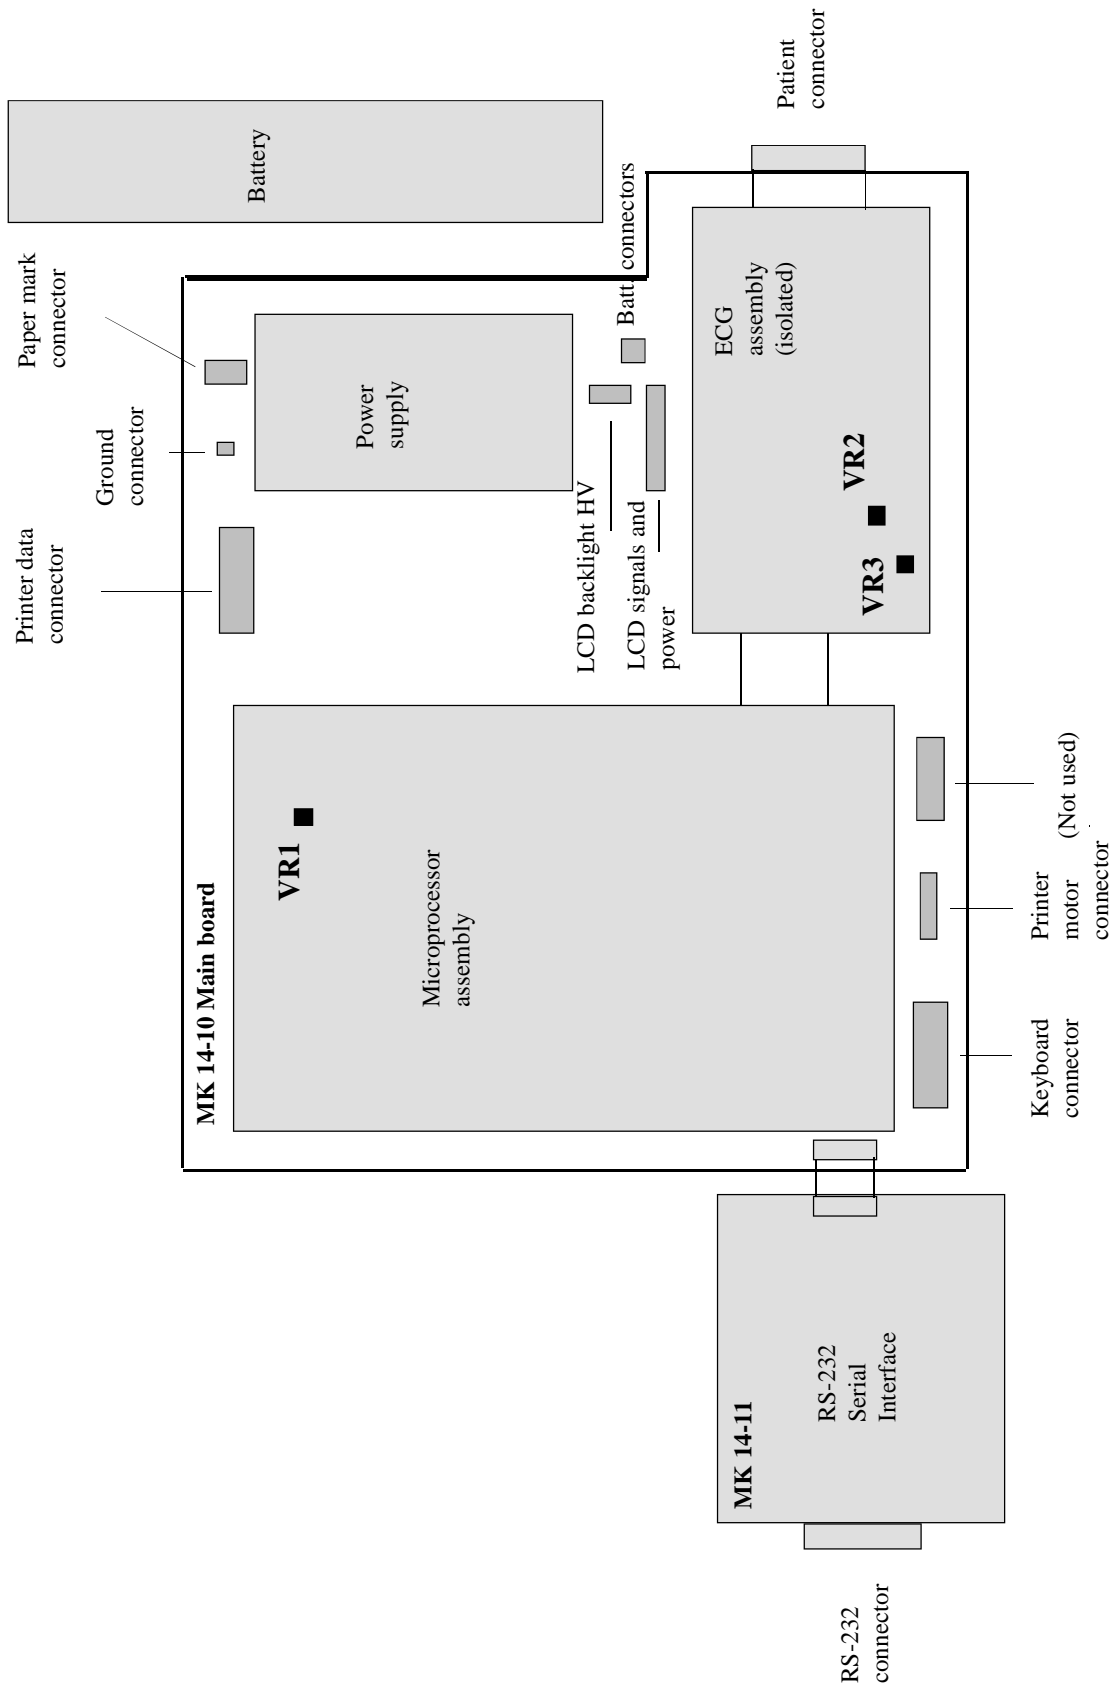 Patient
connector
Battery
Paper mark
connector
Batt. connectors
Ground
connector
Power
supply
ECG
assembly
(isolated)
Printer data
connector
LCD backlight HV
LCD signals and
power
VR2
VR3
MK 14-10 Main board
VR1
Microprocessor
assembly
(Not used)
Printer
motor
connector
Keyboard
connector
MK 14-11
RS-232
Serial
Interface
RS-232
connector